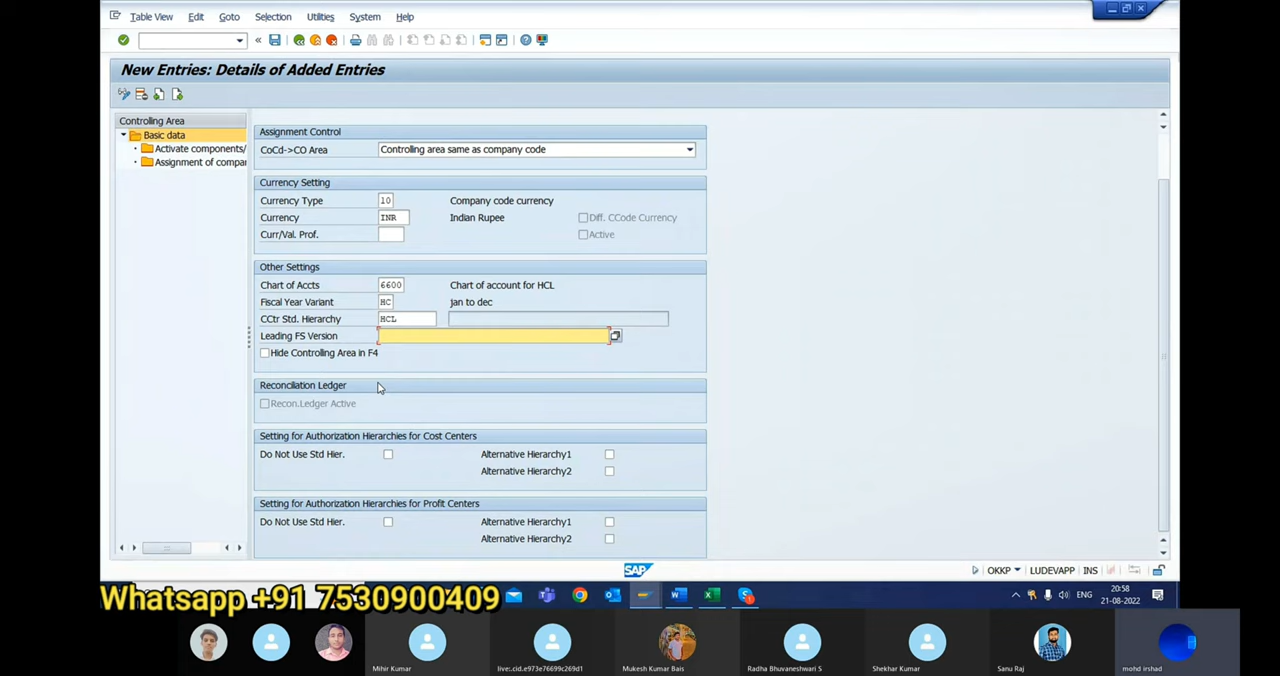 Table View Edit Goto Selection Utilities System Help
New Entries: Details of Added Entries
Controlling Area
Basic data
Activate components/
Assignment of compar
Assignment Control
CoCd->CO Area Controlling area same as company code
Currency Setting
Currency Type 10 Company code currency
Currency INR Indian Rupee Diff. CCode Currency
Curr/Val. Prof. Active
Other Settings
Chart of Accts 6600 Chart of account for HCL
Fiscal Year Variant HC jan to dec
CCtr Std. Hierarchy HCL
Leading FS Version
Hide Controlling Area in F4
Reconciliation Ledger
Recon.Ledger Active
Setting for Authorization Hierarchies for Cost Centers
Do Not Use Std Hier. Alternative Hierarchy1
Alternative Hierarchy2
Setting for Authorization Hierarchies for Profit Centers
Do Not Use Std Hier. Alternative Hierarchy1
Alternative Hierarchy2
SAP OKKP LUDEVAPP INS
Whatsapp +91 7530900409
ENG 20:58
21-08-2022
Mihir Kumar live:.cid.e973e76699c269d1 Mukesh Kumar Bais Radha Bhuvaneshwari S Shekhar Kumar Sanu Raj mohd irshad